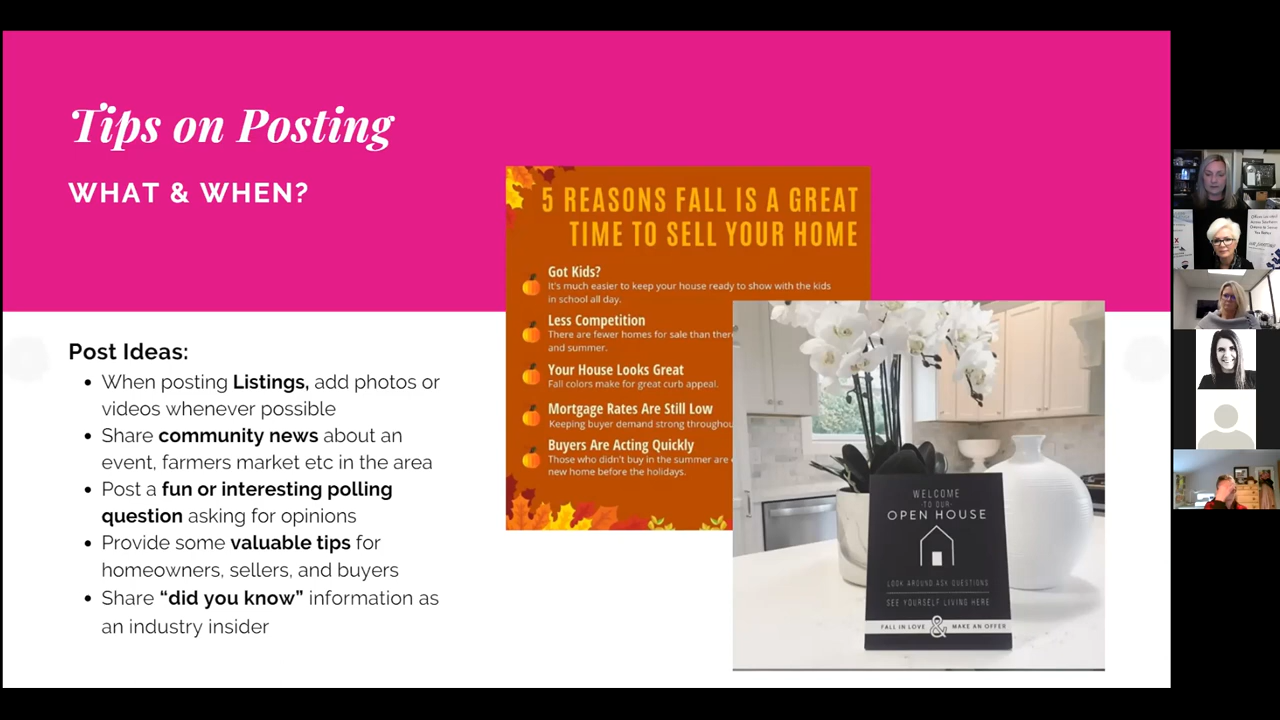 Tips on Posting
WHAT & WHEN?
Post Ideas:
When posting Listings, add photos or
videos whenever possible
Share community news about an
event, farmers market etc in the area
Post a fun or interesting polling
question asking for opinions
Provide some valuable tips for
homeowners, sellers, and buyers
Share “did you know” information as
an industry insider
5 REASONS FALL IS A GREAT
TIME TO SELL YOUR HOME
Got Kids?
It's much easier to keep your house ready to show with the kids
in school all day.
Less Competition
There are fewer homes for sale than
and summer.
Your House Looks Great
Fall colors make for great curb appeal.
Mortgage Rates Are Still Low
Keeping buyer demand strong
Buyers Are Acting Quickly
Those who didn't buy in the summer are
new home before the holidays.
WELCOME
-TO OUR-
OPEN HOUSE
LOOK AROUND ASK QUESTIONS
SEE YOURSELF LIVING HERE
FALL IN LOVE & MAKE AN OFFER